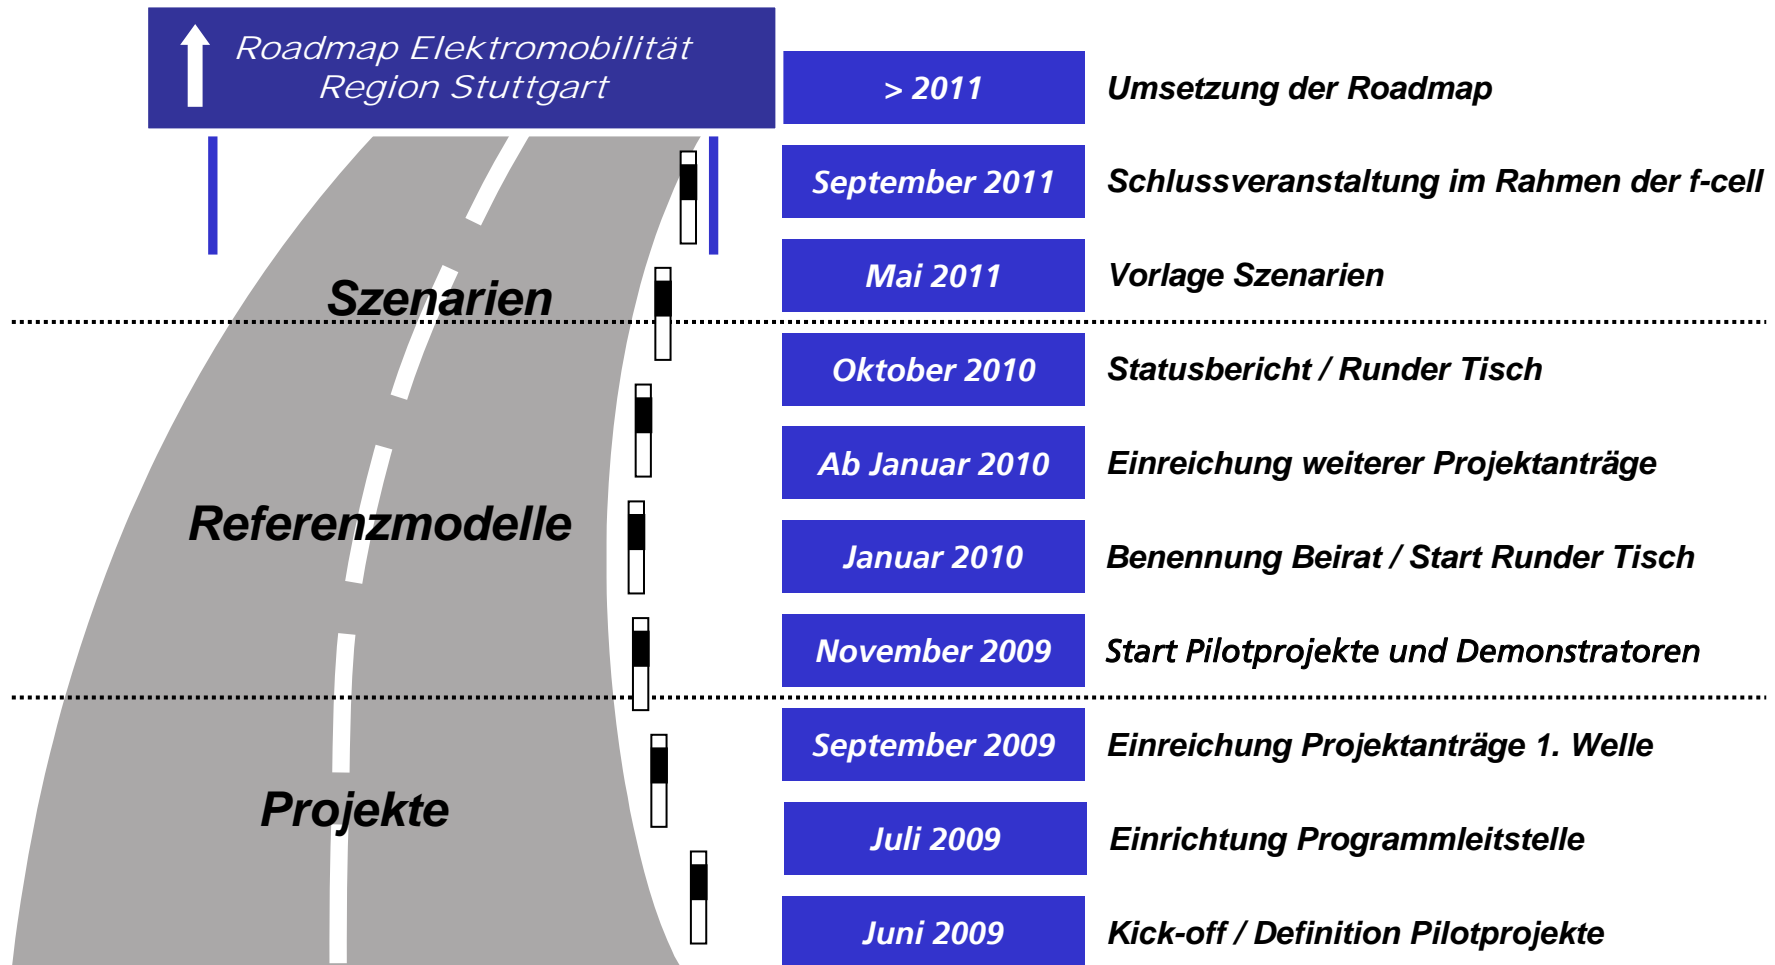 Roadmap Elektromobilität
Region Stuttgart
> 2011 Umsetzung der Roadmap
September 2011 Schlussveranstaltung im Rahmen der f-cell
Mai 2011 Vorlage Szenarien
Szenarien
Oktober 2010 Statusbericht / Runder Tisch
Ab Januar 2010 Einreichung weiterer Projektanträge
Referenzmodelle
Januar 2010 Benennung Beirat / Start Runder Tisch
November 2009 Start Pilotprojekte und Demonstratoren
September 2009 Einreichung Projektanträge 1. Welle
Projekte
Juli 2009 Einrichtung Programmleitstelle
Juni 2009 Kick-off / Definition Pilotprojekte